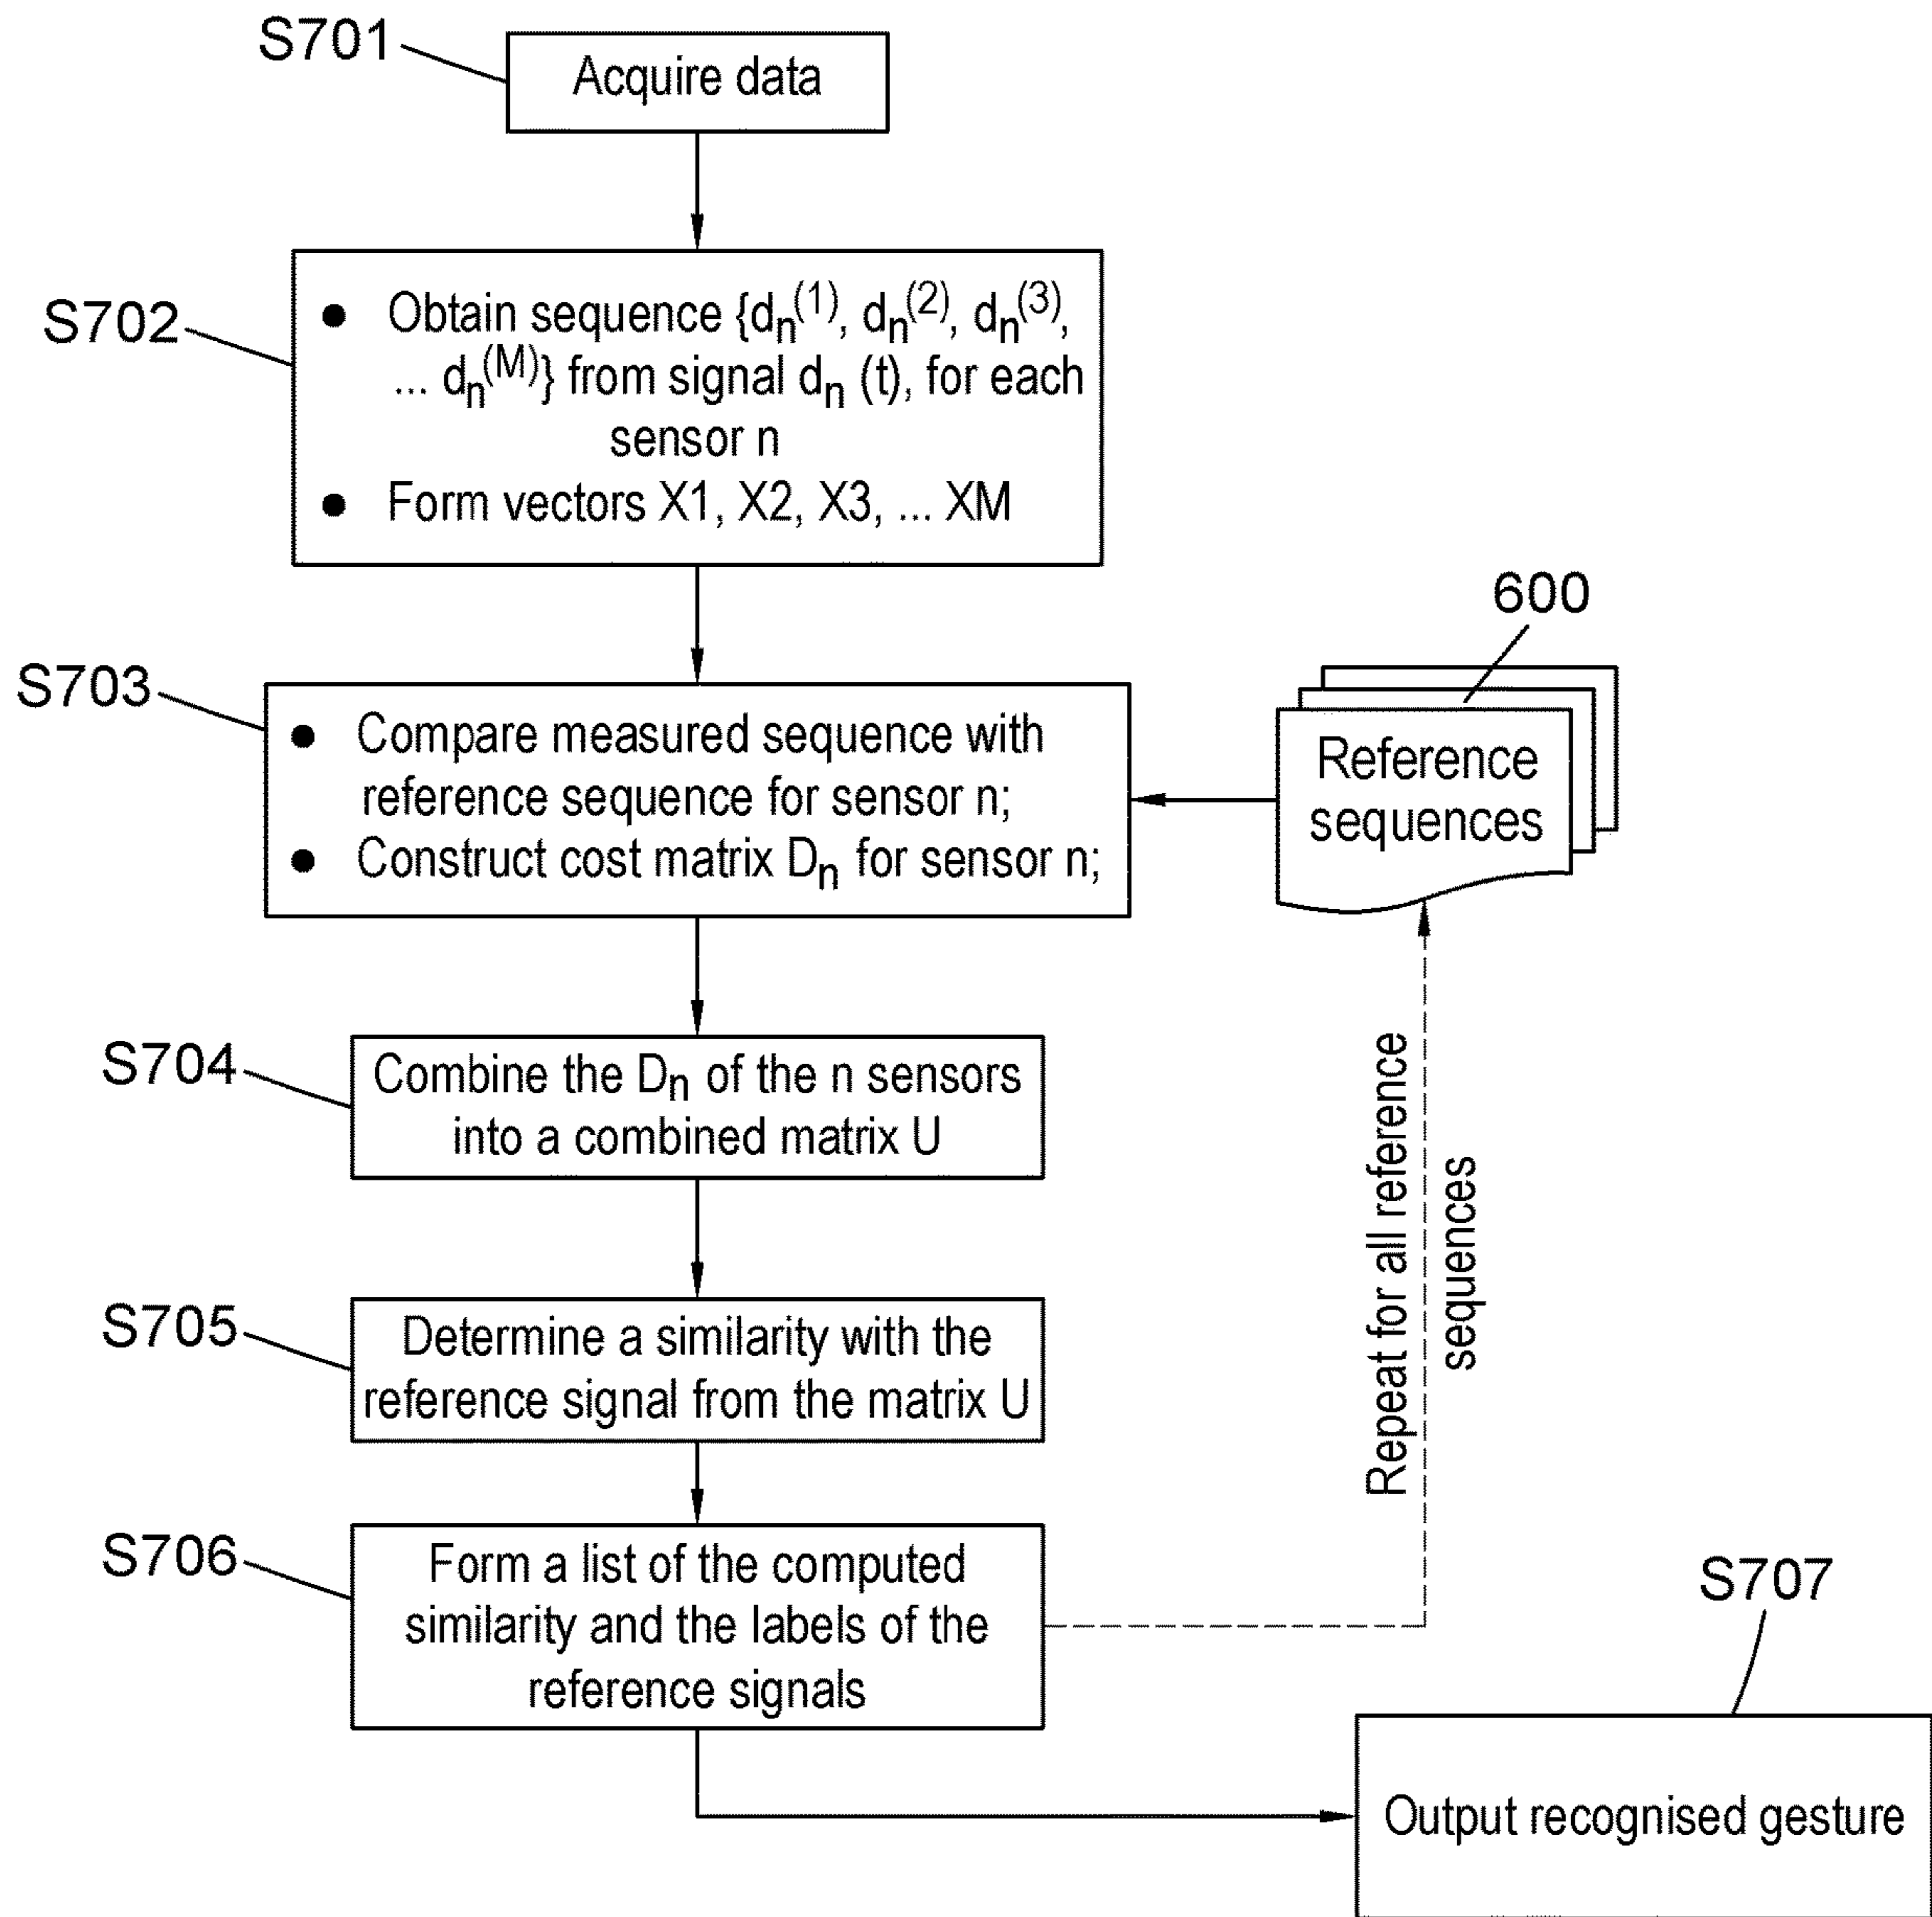 S701
Acquire data
S702
● Obtain sequence {dₙ⁽¹⁾, dₙ⁽²⁾, dₙ⁽³⁾,
... dₙ⁽ᴹ⁾} from signal dₙ (t), for each
sensor n
● Form vectors X1, X2, X3, ... XM
600
S703
● Compare measured sequence with
reference sequence for sensor n;
● Construct cost matrix Dₙ for sensor n;
Reference
sequences
S704
Combine the Dₙ of the n sensors
into a combined matrix U
Repeat for all reference
sequences
S705
Determine a similarity with the
reference signal from the matrix U
S706
Form a list of the computed
similarity and the labels of the
reference signals
S707
Output recognised gesture